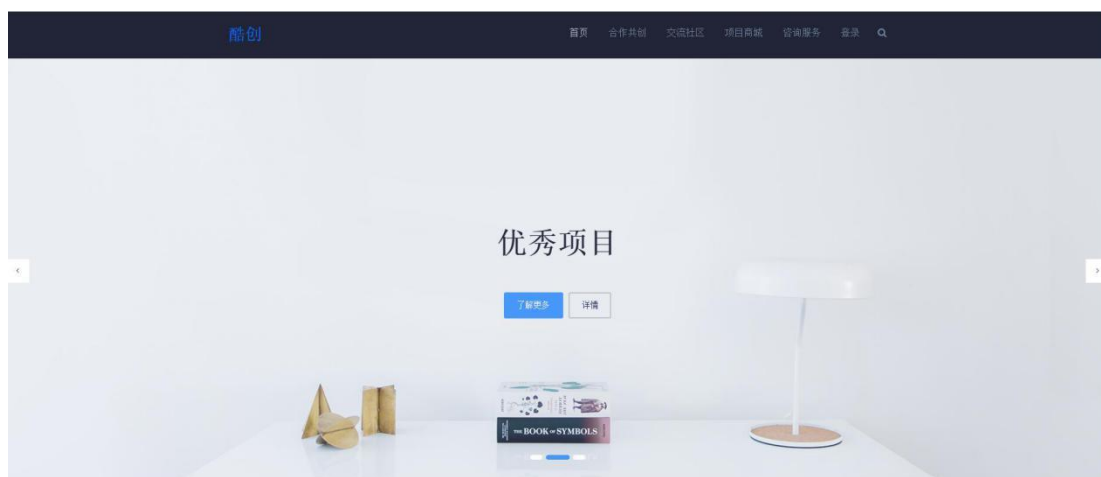 酷创
首页 合作共创 交流社区 项目商城 咨询服务 登录
优秀项目
了解更多 详情
THE BOOK OF SYMBOLS